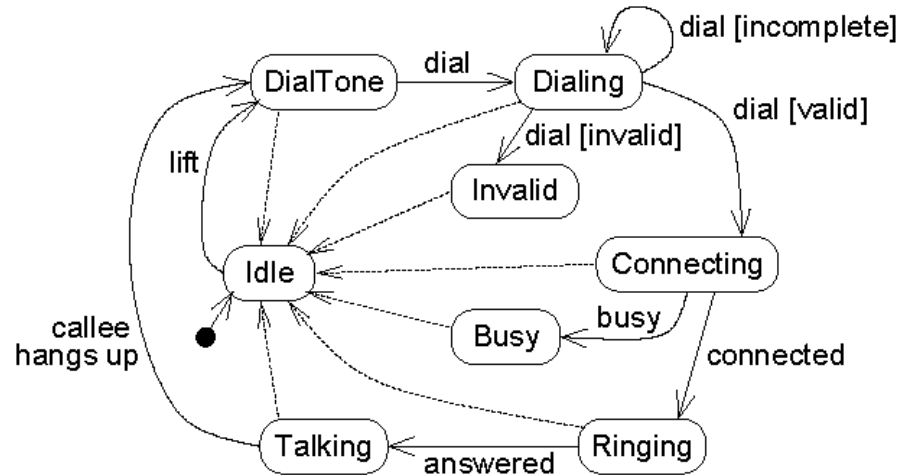 dial [incomplete]
DialTone
dial
Dialing
dial [valid]
dial [invalid]
lift
Invalid
Idle
Connecting
callee
hangs up
Busy
busy
connected
Talking
answered
Ringing